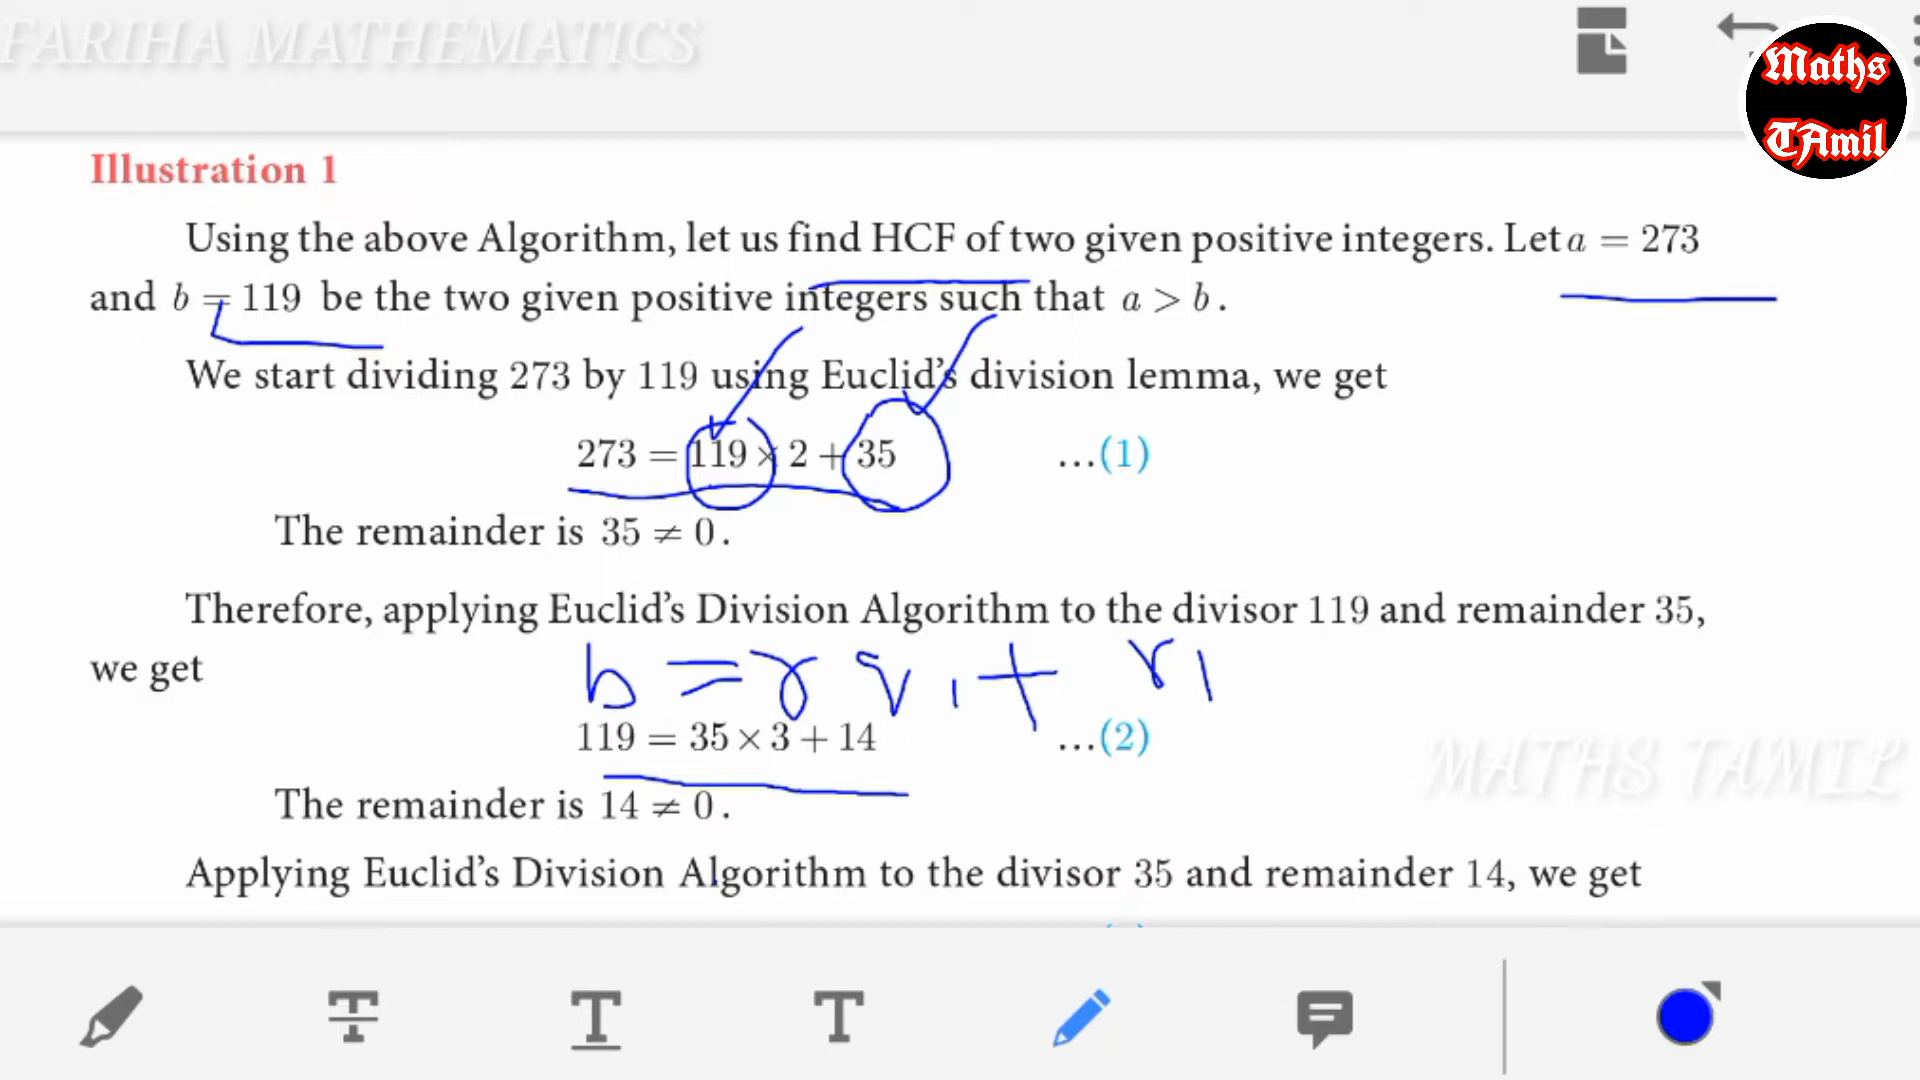 FARIHA MATHEMATICS
Maths
TAmil
Illustration 1
Using the above Algorithm, let us find HCF of two given positive integers. Let a = 273
and b = 119 be the two given positive integers such that a > b.
We start dividing 273 by 119 using Euclid’s division lemma, we get
273 = 119 × 2 + 35 ...(1)
The remainder is 35 ≠ 0.
Therefore, applying Euclid’s Division Algorithm to the divisor 119 and remainder 35,
we get
b = r q1 + r1
119 = 35 × 3 + 14 ...(2)
MATHS TAMIL
The remainder is 14 ≠ 0.
Applying Euclid’s Division Algorithm to the divisor 35 and remainder 14, we get